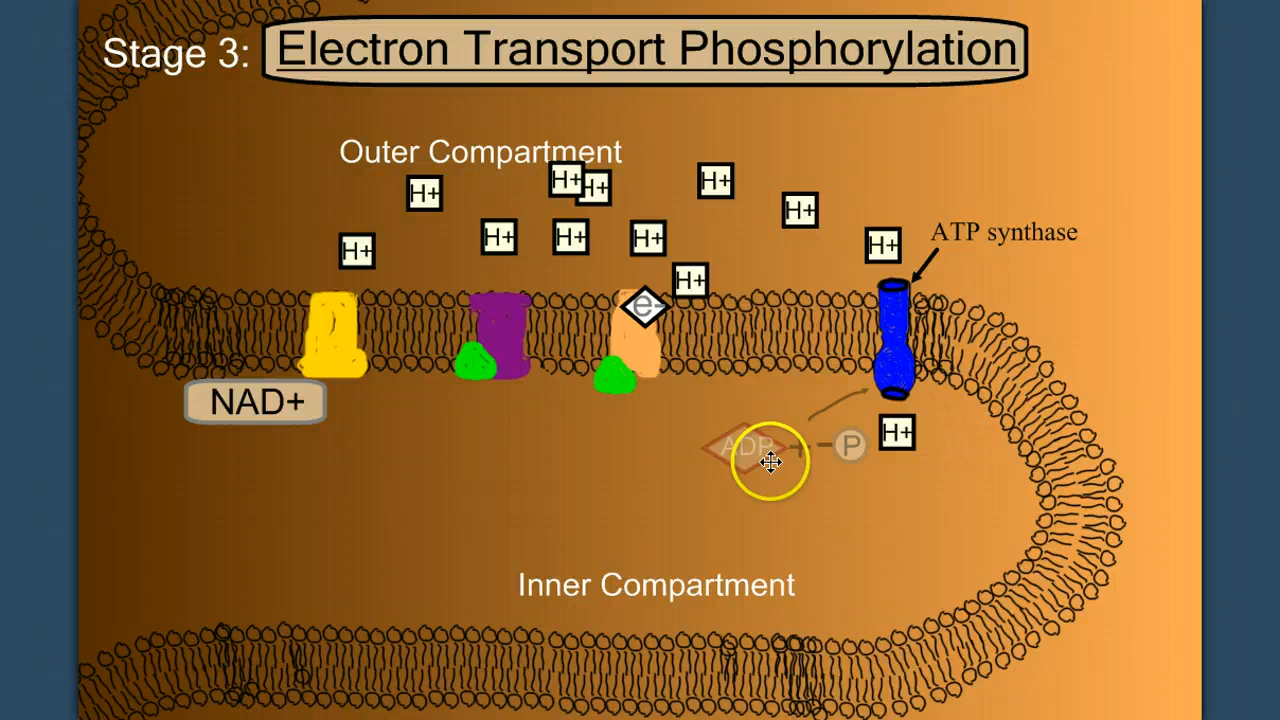 Stage 3: Electron Transport Phosphorylation
Outer Compartment
H+
H+
H+
H+
H+
H+
H+
H+
H+
H+
H+
ATP synthase
H+
e-
NAD+
ADP + - P
H+
Inner Compartment